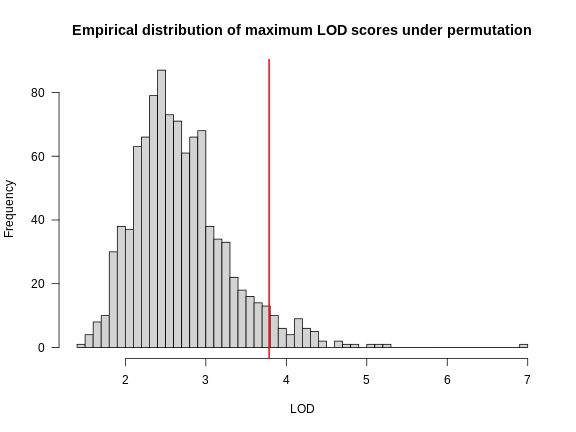 Empirical distribution of maximum LOD scores under permutation
Frequency
80
60
40
20
0
2 3 4 5 6 7
LOD